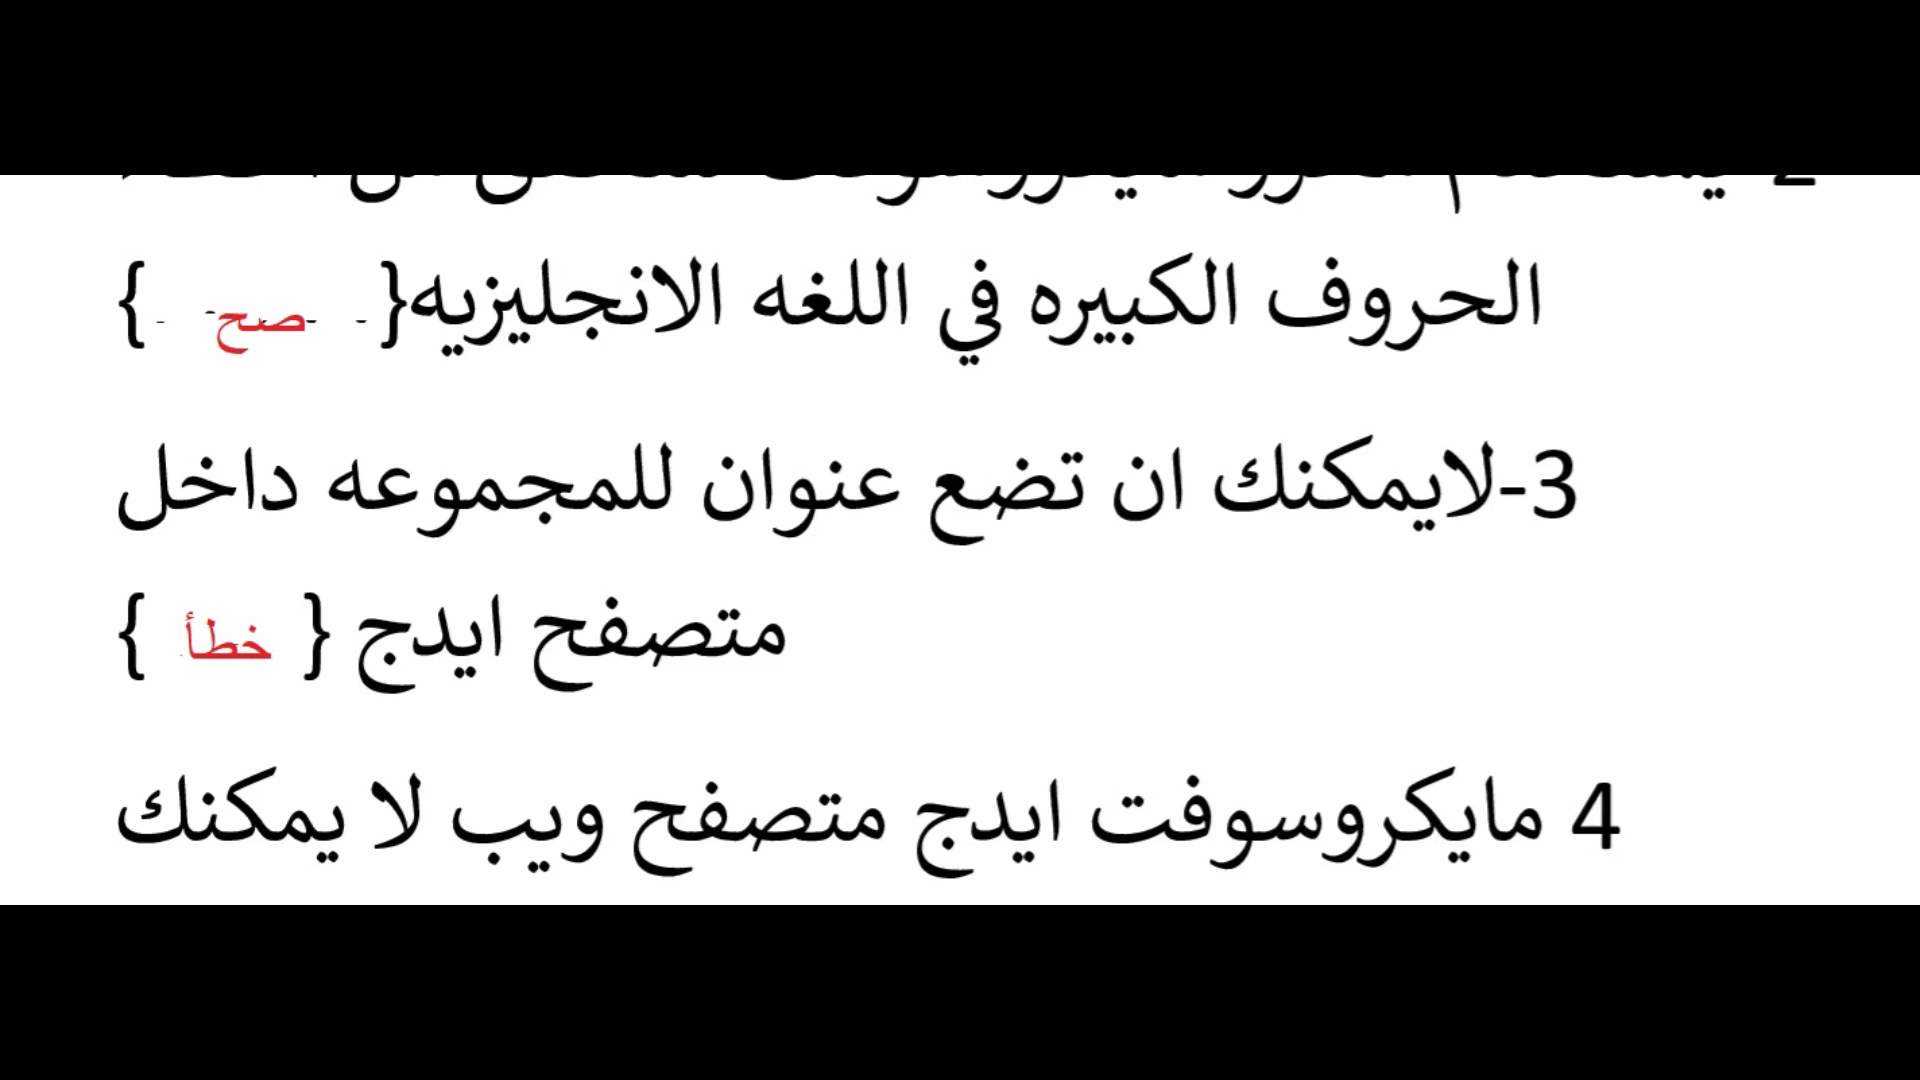 الحروف الكبيره في اللغه الانجليزيه{ صح }
3-لايمكنك ان تضع عنوان للمجموعه داخل
متصفح ايدج { خطأ }
4 مايكروسوفت ايدج متصفح ويب لا يمكنك